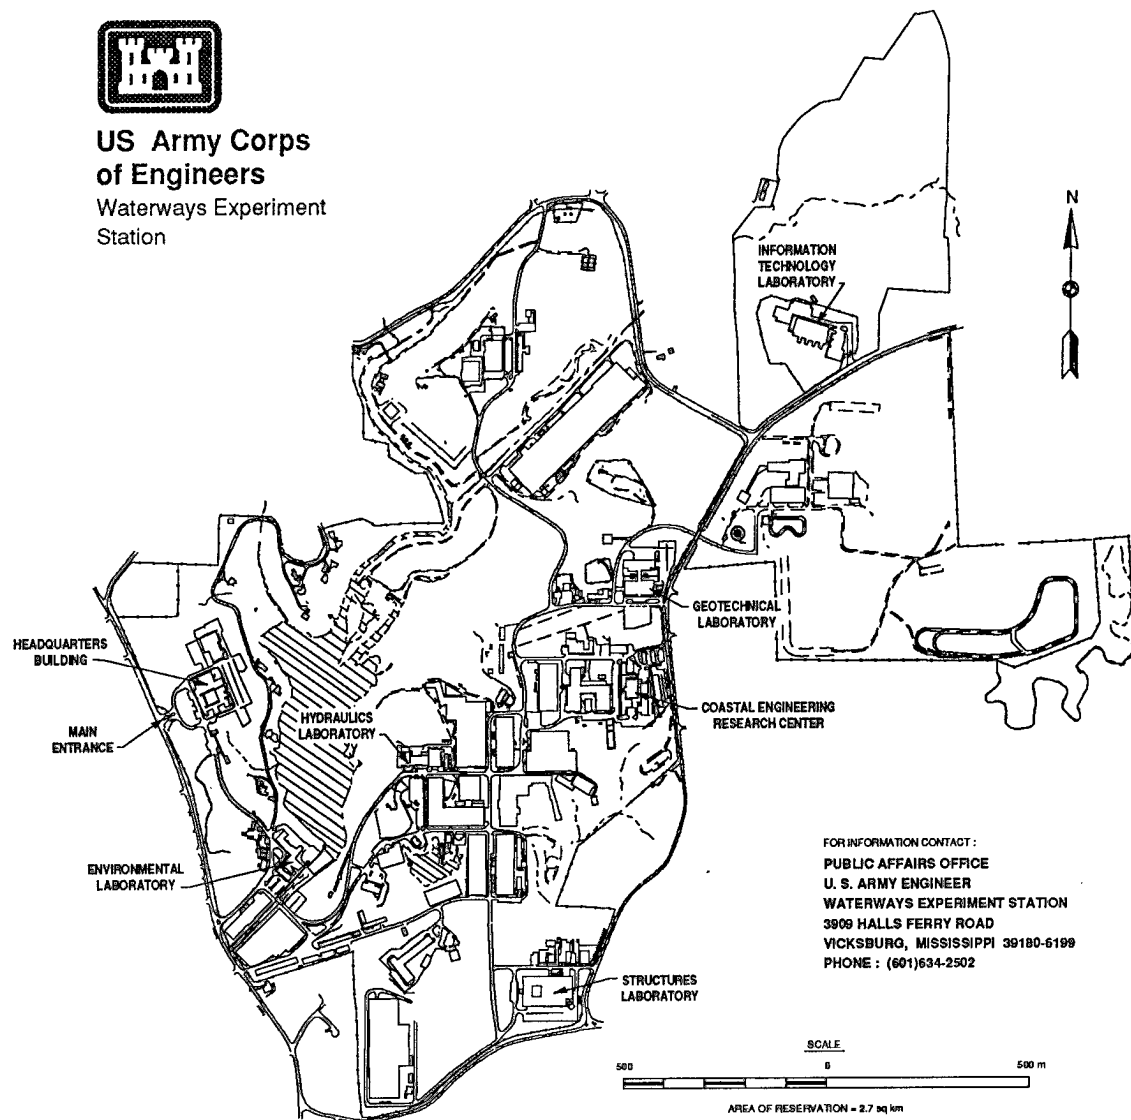 US Army Corps
of Engineers
Waterways Experiment
Station
N
INFORMATION
TECHNOLOGY
LABORATORY
GEOTECHNICAL
LABORATORY
HEADQUARTERS
BUILDING
MAIN
ENTRANCE
HYDRAULICS
LABORATORY
COASTAL ENGINEERING
RESEARCH CENTER
ENVIRONMENTAL
LABORATORY
STRUCTURES
LABORATORY
FOR INFORMATION CONTACT :
PUBLIC AFFAIRS OFFICE
U. S. ARMY ENGINEER
WATERWAYS EXPERIMENT STATION
3909 HALLS FERRY ROAD
VICKSBURG, MISSISSIPPI 39180-6199
PHONE : (601)634-2502
SCALE
500 0 500 m
AREA OF RESERVATION = 2.7 sq km